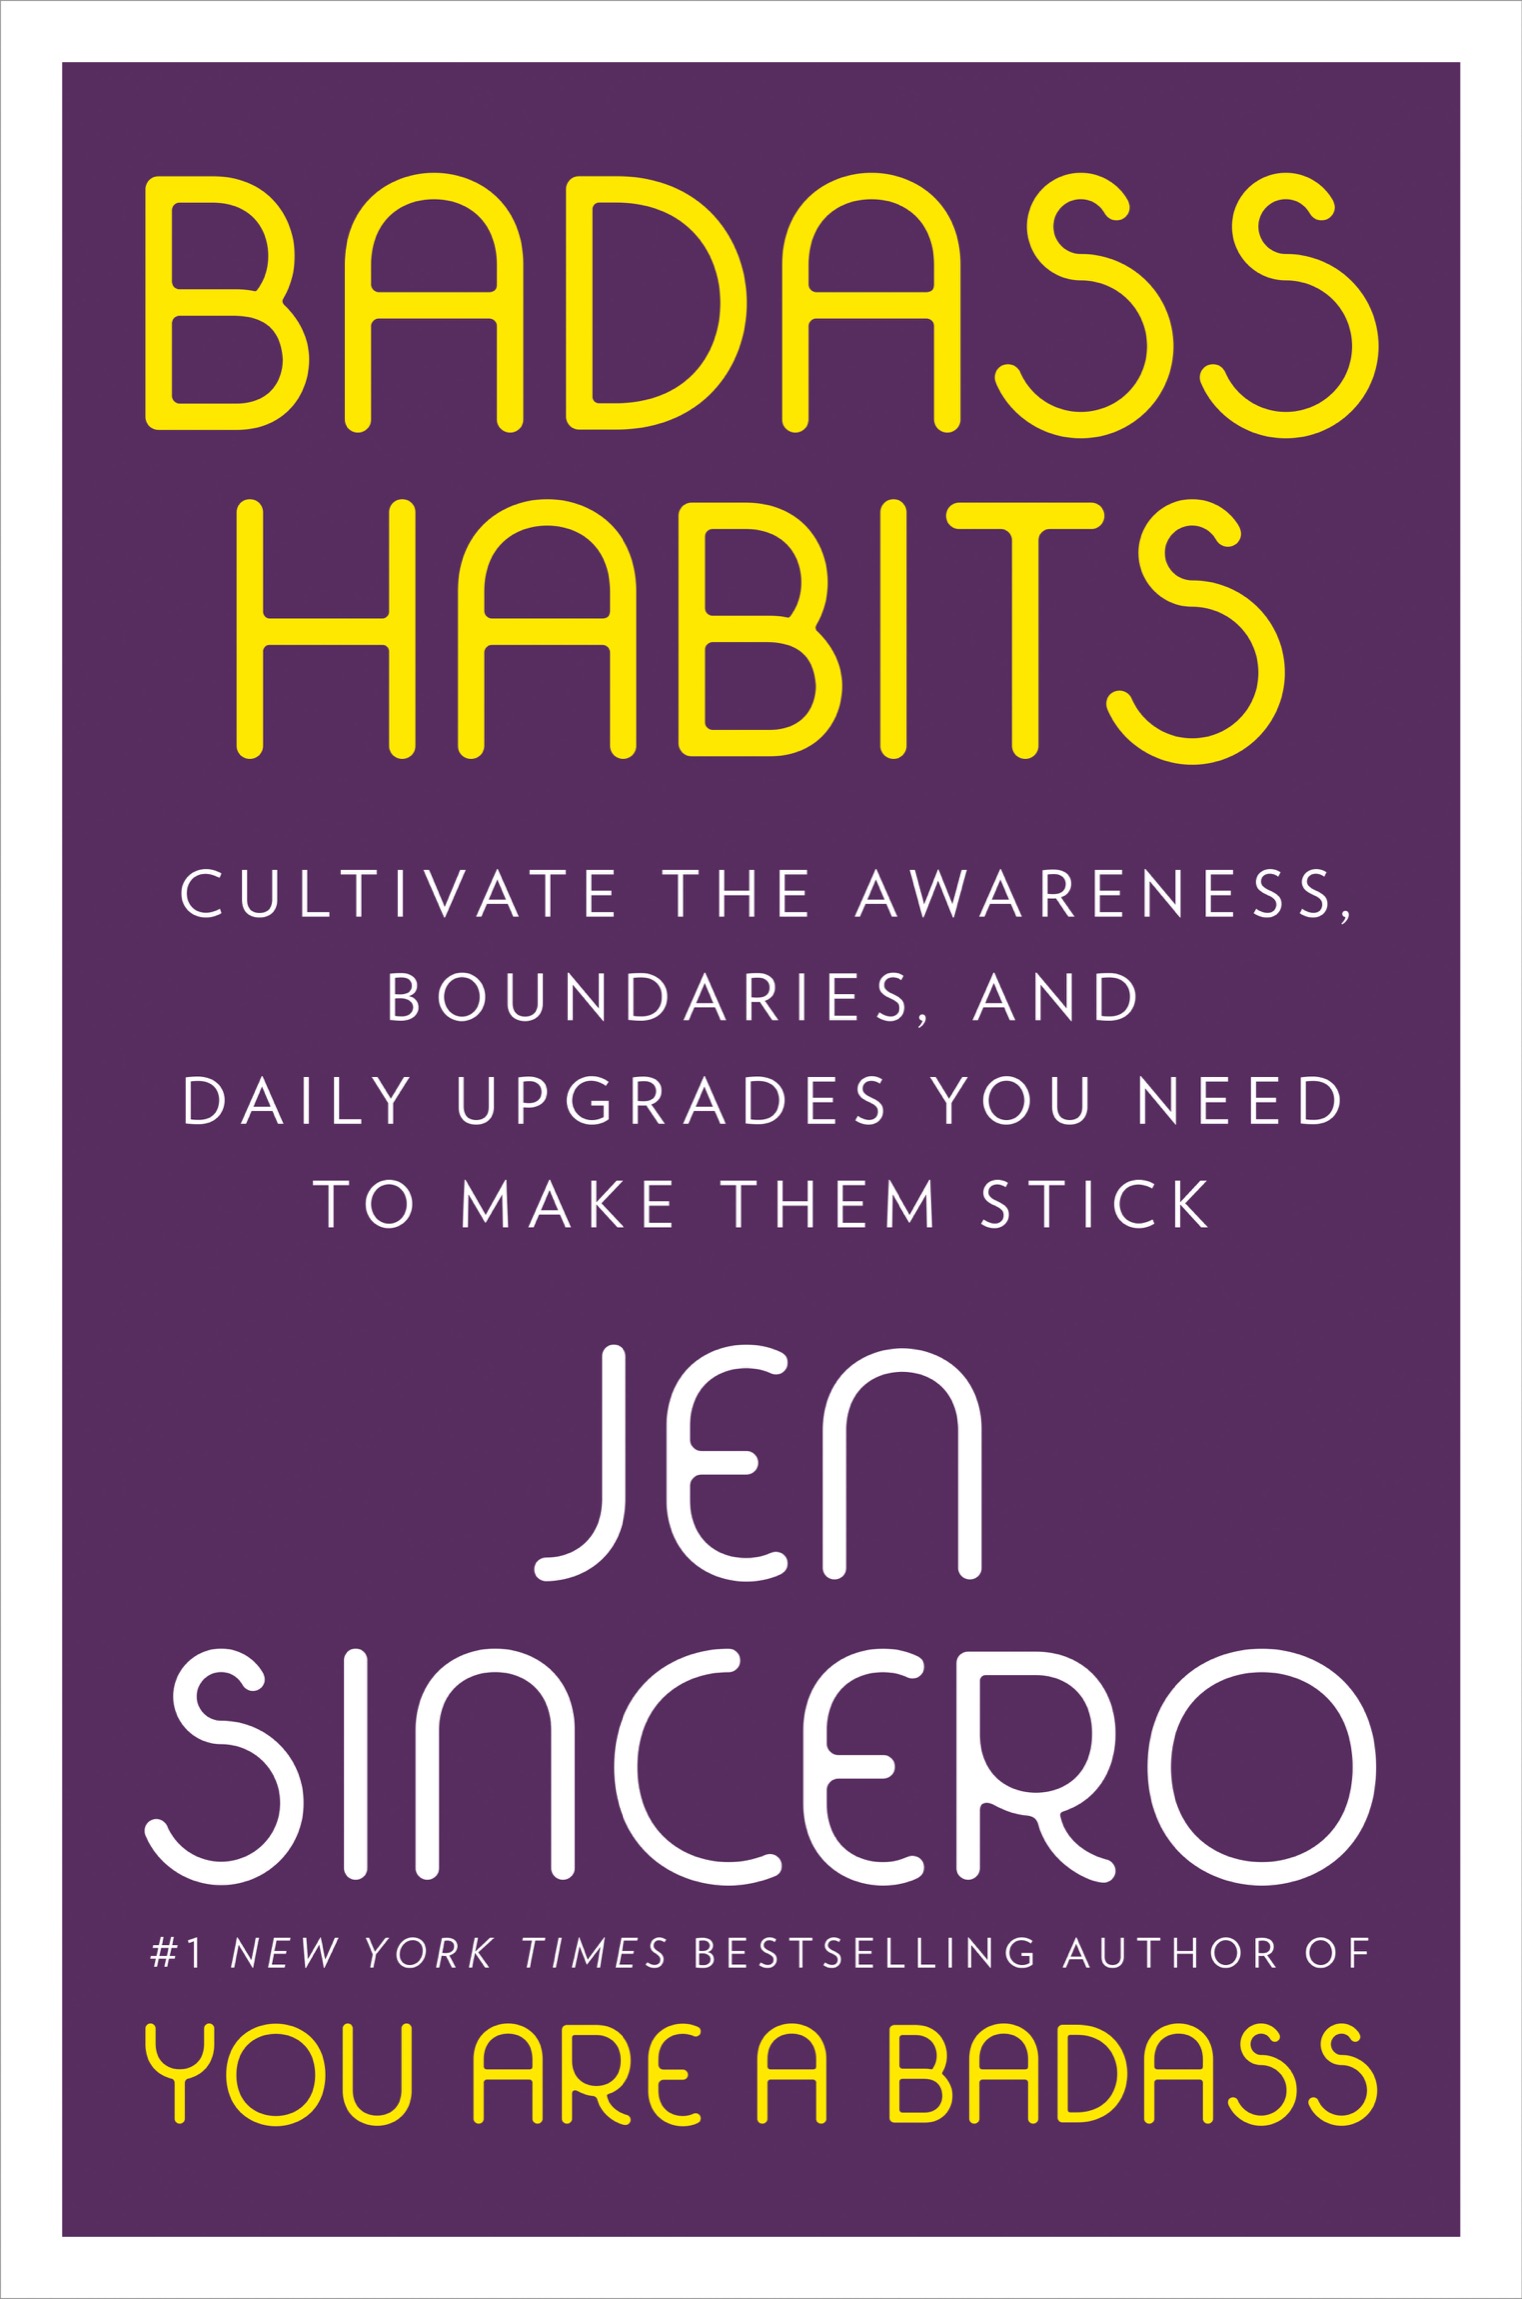 BADASS
HABITS
CULTIVATE THE AWARENESS,
BOUNDARIES, AND
DAILY UPGRADES YOU NEED
TO MAKE THEM STICK
JEN
SINCERO
#1 NEW YORK TIMES BESTSELLING AUTHOR OF
YOU ARE A BADASS